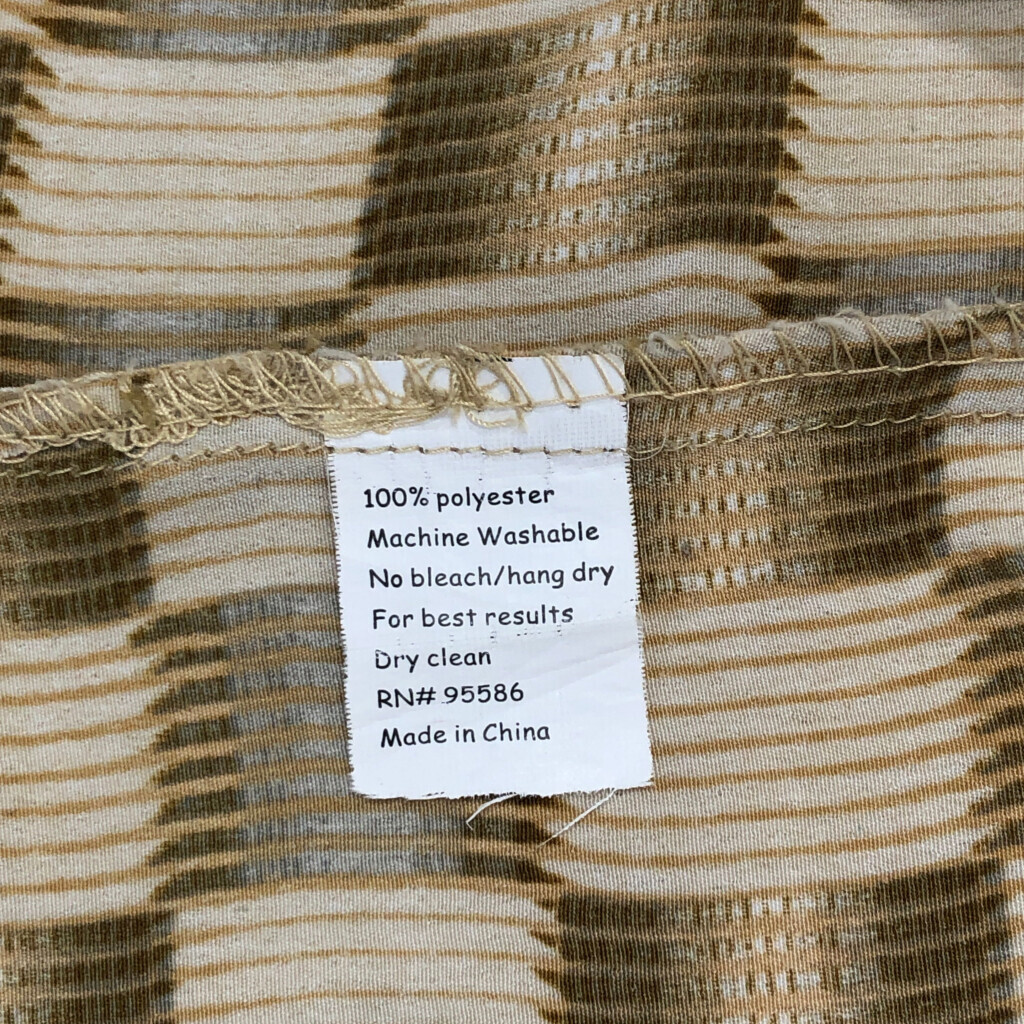 100% polyester
Machine Washable
No bleach/hang dry
For best results
Dry clean
RN# 95586
Made in China